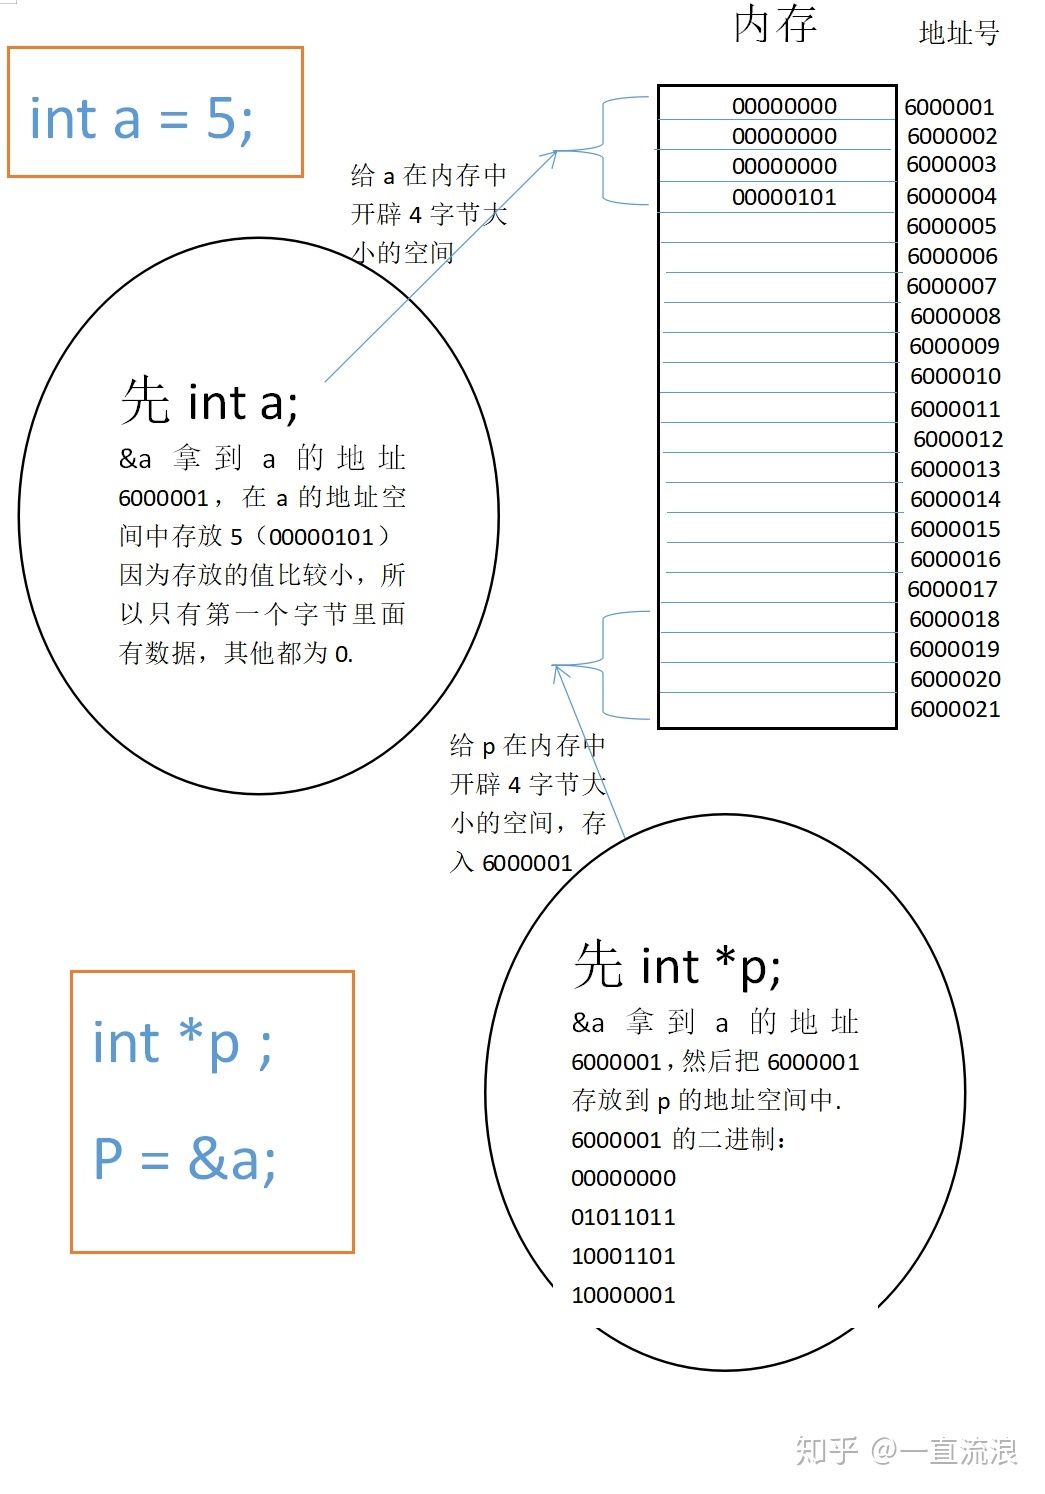 内存
地址号
int a = 5;
给 a 在内存中
开辟 4 字节大
小的空间
00000000 6000001
00000000 6000002
00000000 6000003
00000101 6000004
6000005
6000006
6000007
6000008
6000009
6000010
6000011
6000012
6000013
6000014
6000015
6000016
6000017
6000018
6000019
6000020
6000021
先 int a;
&a 拿到 a 的地址
6000001，在 a 的地址空
间中存放 5（00000101）
因为存放的值比较小，所
以只有第一个字节里面
有数据，其他都为 0.
给 p 在内存中
开辟 4 字节大
小的空间，存
入 6000001
先 int *p;
&a 拿到 a 的地址
6000001，然后把 6000001
存放到 p 的地址空间中.
6000001 的二进制：
00000000
01011011
10001101
10000001
int *p ;
P = &a;
知乎 @一直流浪